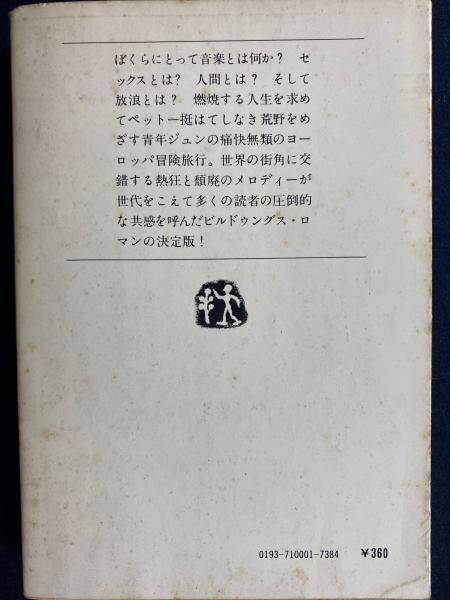 ぼくらにとって音楽とは何か? セ
ックスとは? 人間とは? そして
放浪とは? 燃焼する人生を求め
てペット一挺はてしなき荒野をめ
ざす青年ジュンの痛快無類のヨー
ロッパ冒険旅行。世界の街角に交
錯する熱狂と頽廃のメロディーが
世代をこえて多くの読者の圧倒的
な共感を呼んだビルドゥングス・ロ
マンの決定版!
0193-710001-7384 ¥360